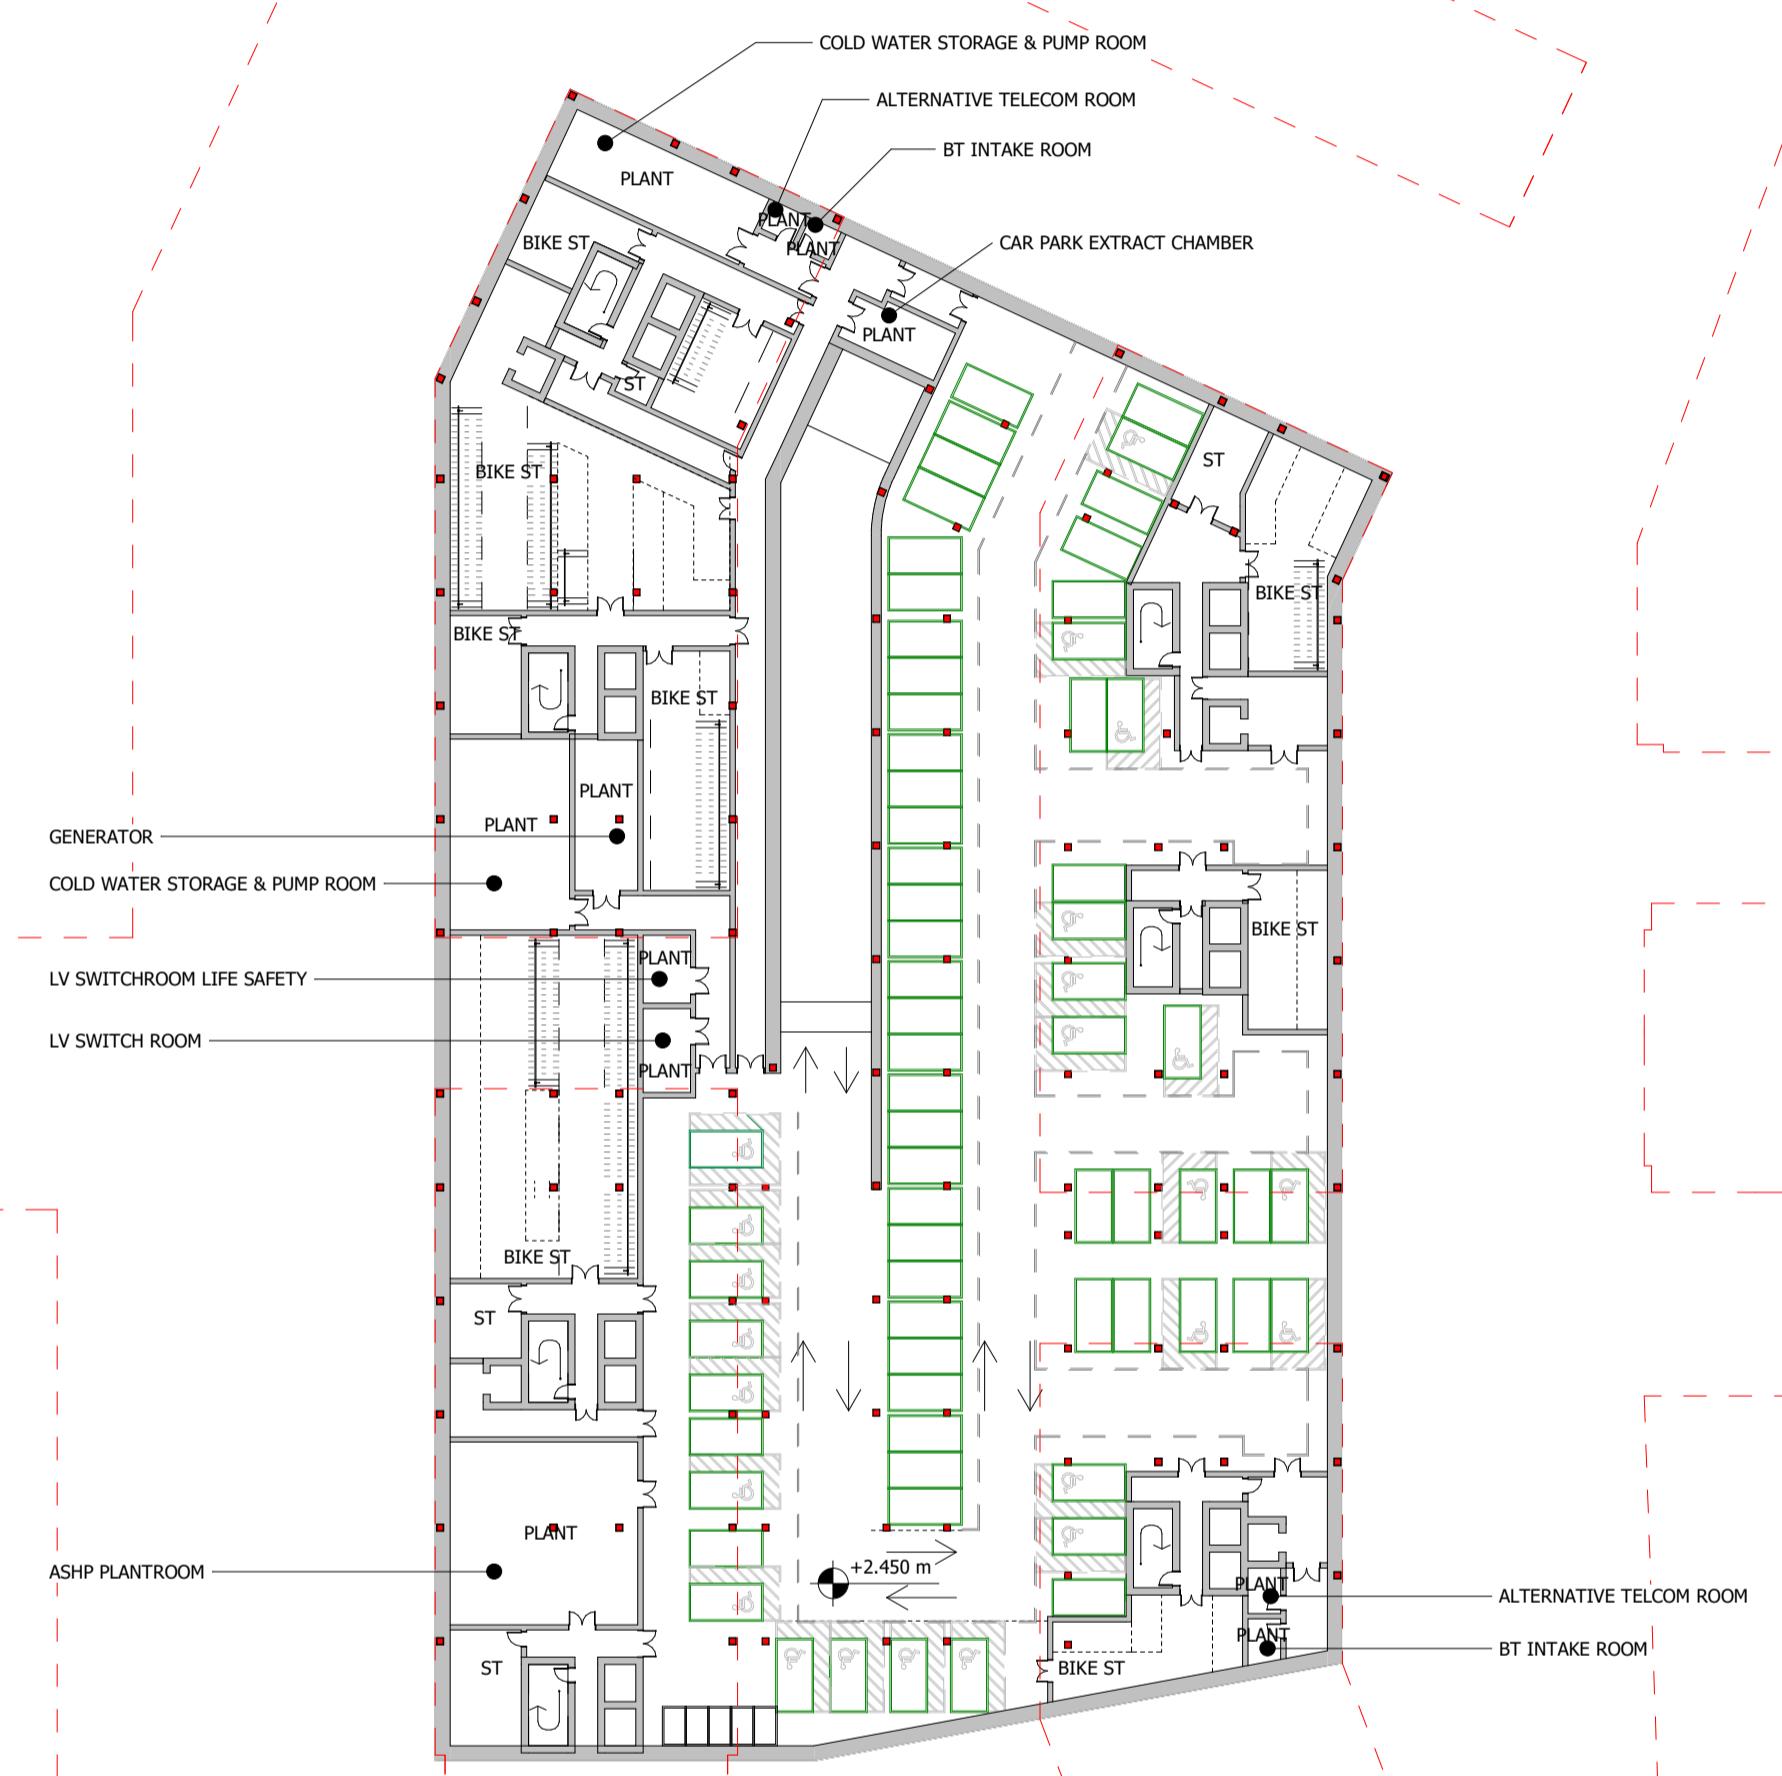 COLD WATER STORAGE & PUMP ROOM
ALTERNATIVE TELECOM ROOM
BT INTAKE ROOM
PLANT
PLANT
BIKE ST
PLANT
CAR PARK EXTRACT CHAMBER
PLANT
ST
ST
BIKE ST
BIKE ST
BIKE ST
BIKE ST
PLANT
PLANT
GENERATOR
COLD WATER STORAGE & PUMP ROOM
BIKE ST
PLANT
LV SWITCHROOM LIFE SAFETY
LV SWITCH ROOM
PLANT
BIKE ST
ST
PLANT
+2.450 m
ASHP PLANTROOM
PLANT
ALTERNATIVE TELCOM ROOM
PLANT
BT INTAKE ROOM
ST
BIKE ST